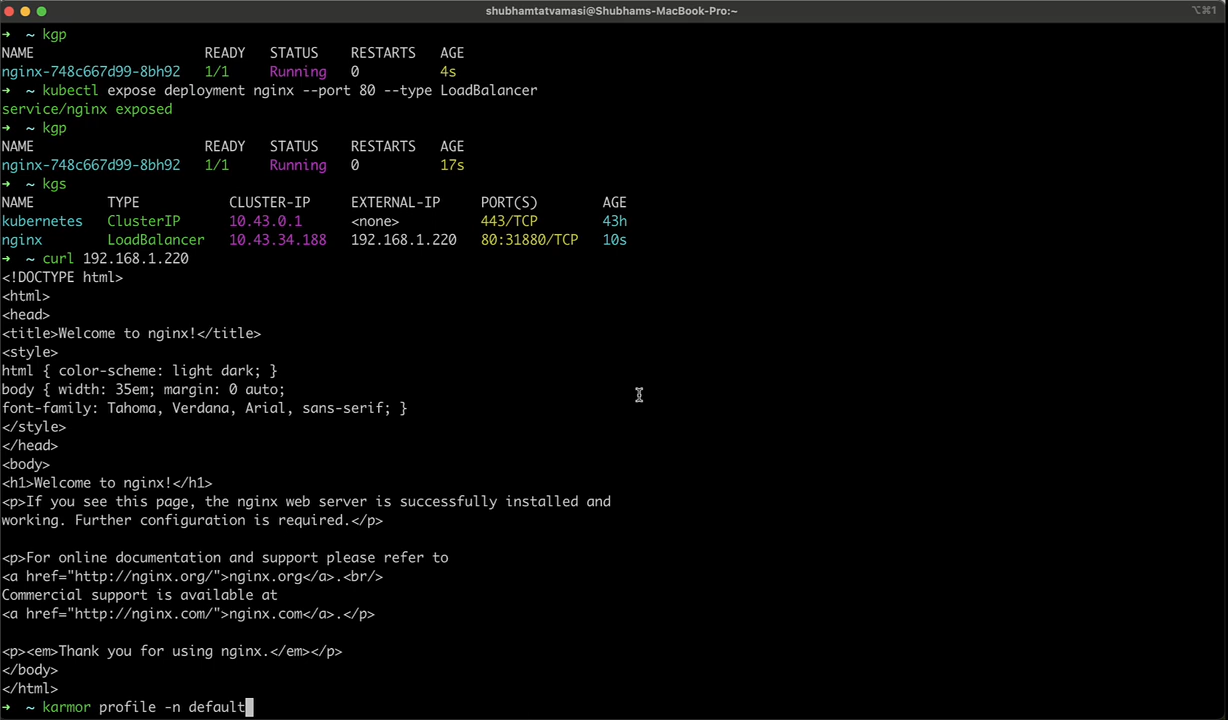 shubhamtatvamasi@Shubhams-MacBook-Pro:~
⌥⌘1
➜  ~ kgp
NAME                     READY   STATUS    RESTARTS   AGE
nginx-748c667d99-8bh92   1/1     Running   0          4s
➜  ~ kubectl expose deployment nginx --port 80 --type LoadBalancer
service/nginx exposed
➜  ~ kgp
NAME                     READY   STATUS    RESTARTS   AGE
nginx-748c667d99-8bh92   1/1     Running   0          17s
➜  ~ kgs
NAME         TYPE           CLUSTER-IP     EXTERNAL-IP     PORT(S)        AGE
kubernetes   ClusterIP      10.43.0.1      <none>          443/TCP        43h
nginx        LoadBalancer   10.43.34.188   192.168.1.220   80:31880/TCP   10s
➜  ~ curl 192.168.1.220
<!DOCTYPE html>
<html>
<head>
<title>Welcome to nginx!</title>
<style>
html { color-scheme: light dark; }
body { width: 35em; margin: 0 auto;
font-family: Tahoma, Verdana, Arial, sans-serif; }
</style>
</head>
<body>
<h1>Welcome to nginx!</h1>
<p>If you see this page, the nginx web server is successfully installed and
working. Further configuration is required.</p>

<p>For online documentation and support please refer to
<a href="http://nginx.org/">nginx.org</a>.<br/>
Commercial support is available at
<a href="http://nginx.com/">nginx.com</a>.</p>

<p><em>Thank you for using nginx.</em></p>
</body>
</html>
➜  ~ karmor profile -n default